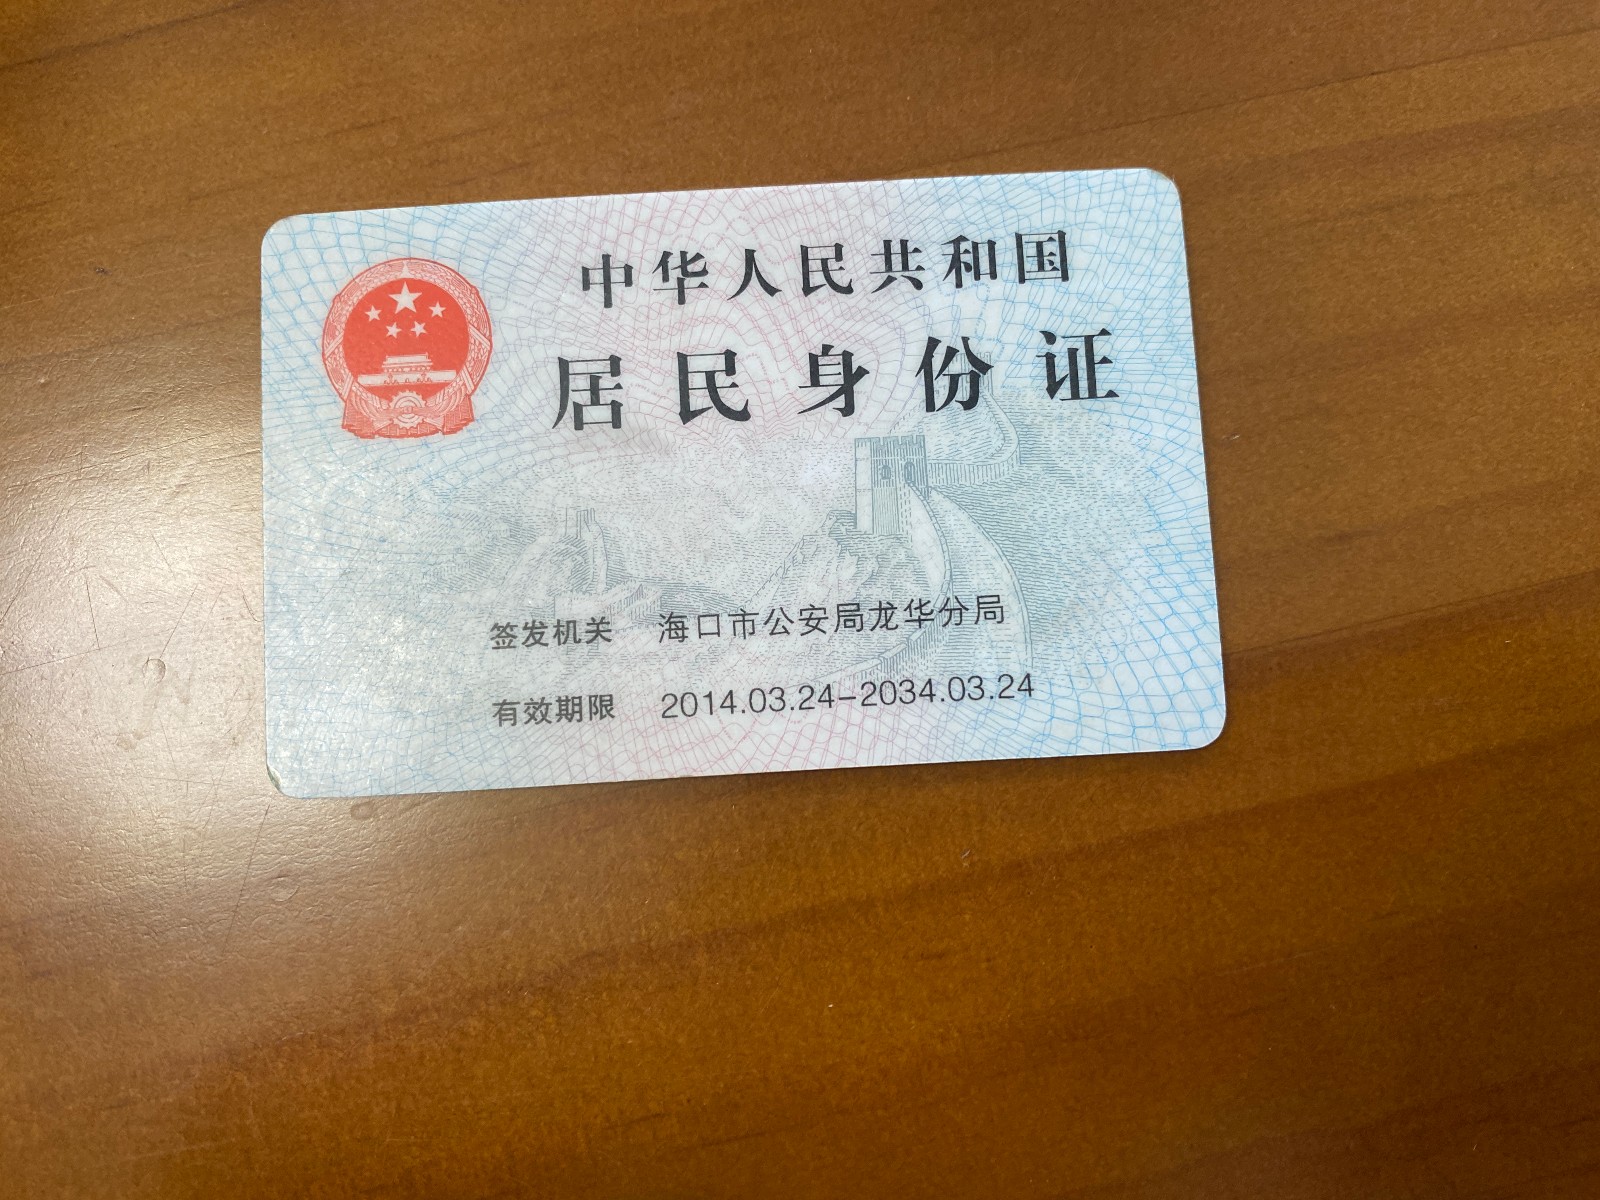 中华人民共和国
居民身份证
签发机关 海口市公安局龙华分局
有效期限 2014.03.24-2034.03.24